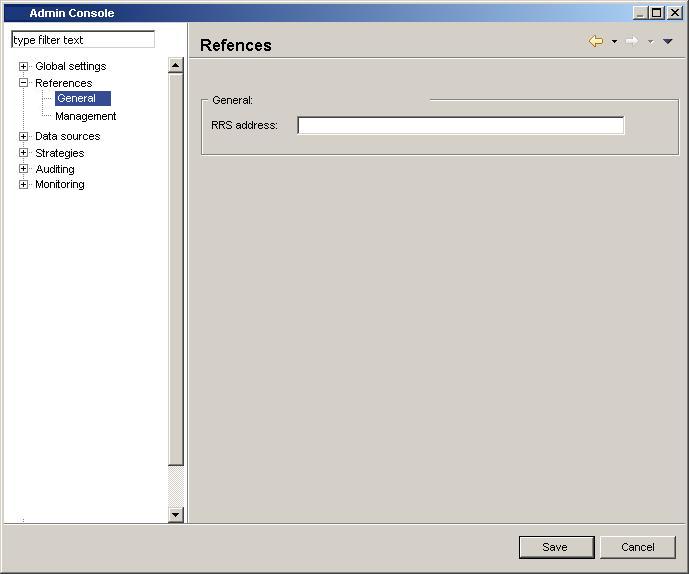 Admin Console
type filter text
Global settings
References
General
Management
Data sources
Strategies
Auditing
Monitoring
Refences
General:
RRS address:
Save
Cancel